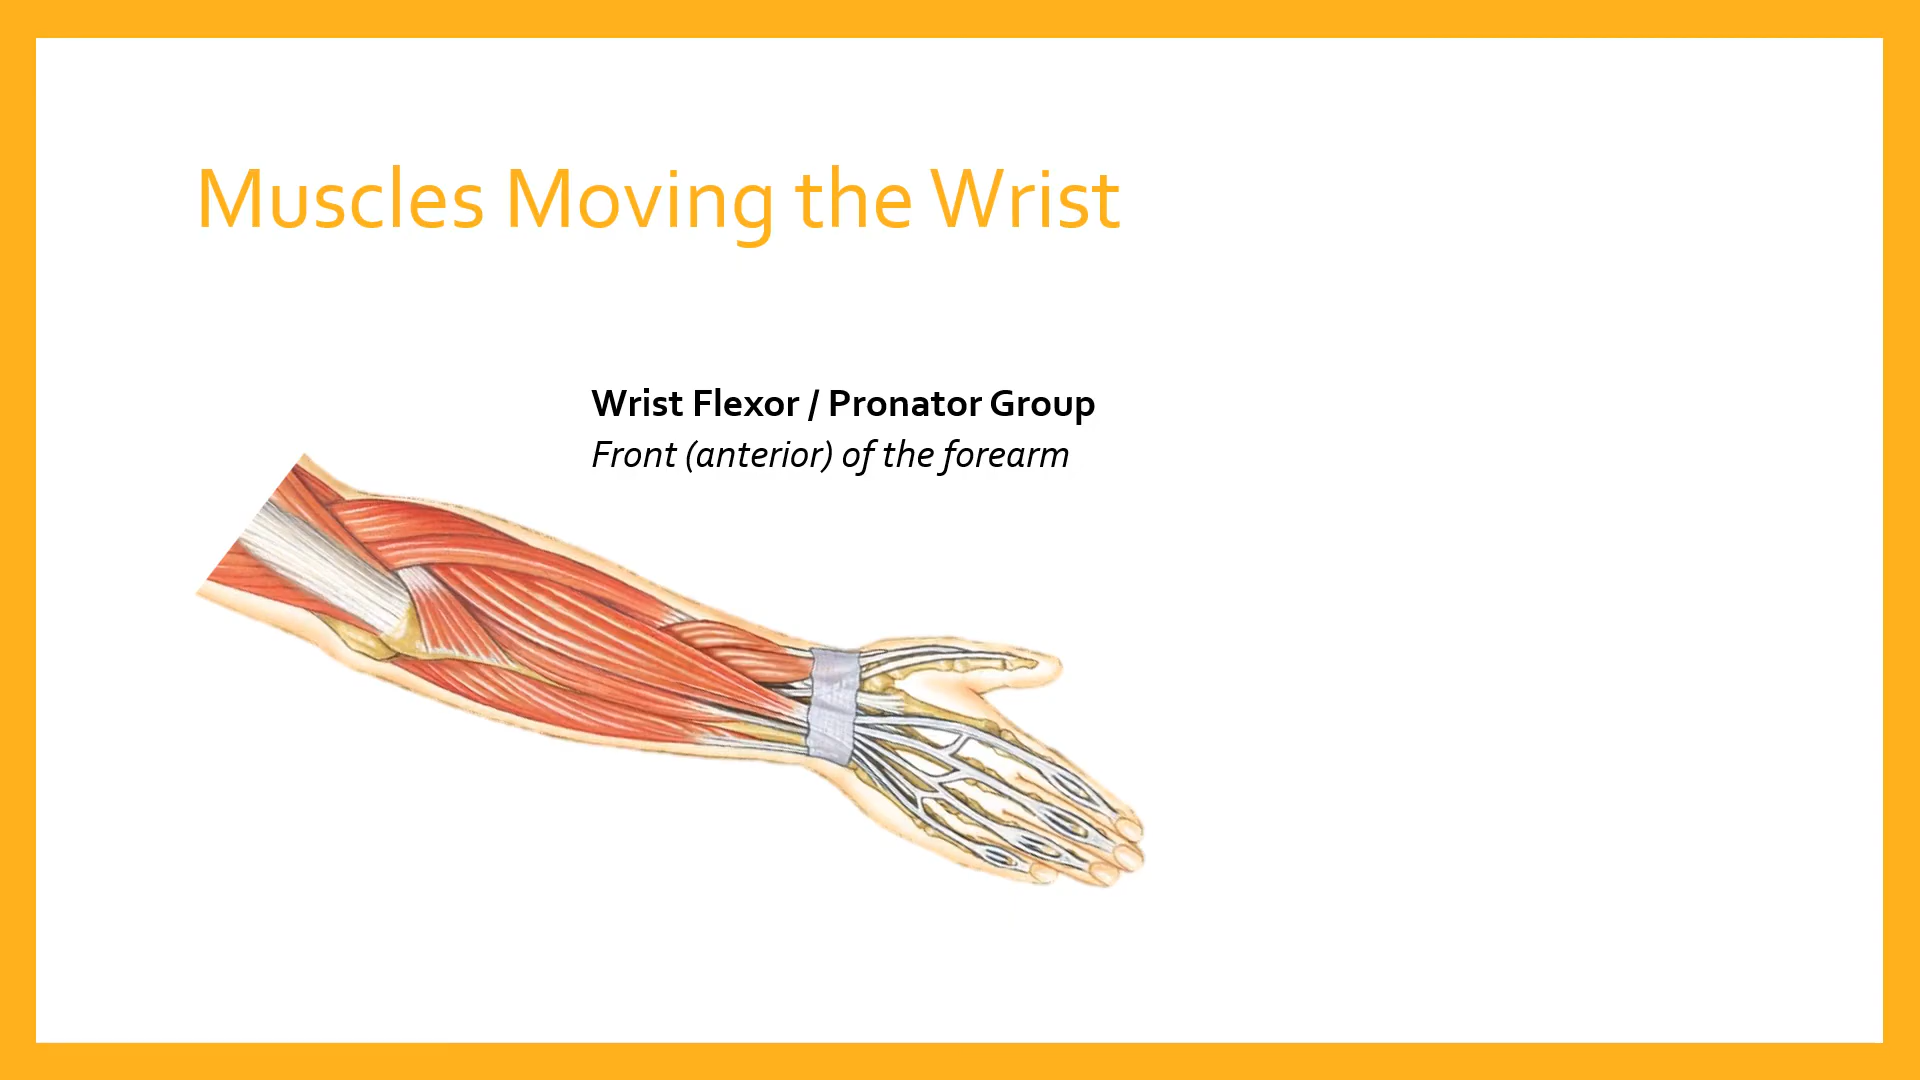 Muscles Moving the Wrist
Wrist Flexor / Pronator Group
Front (anterior) of the forearm